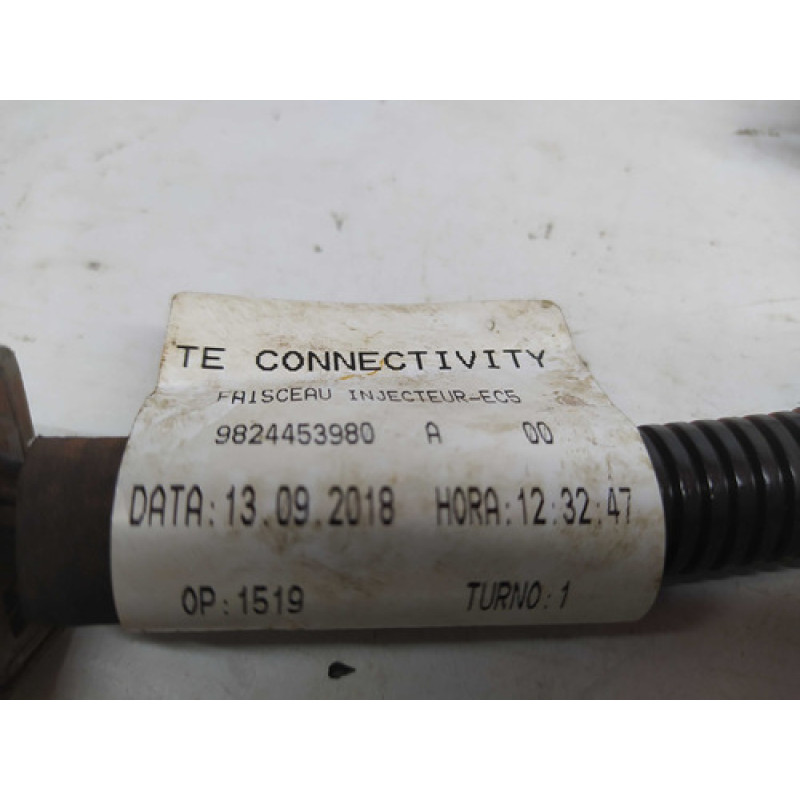 TE CONNECTIVITY
FAISCEAU INJECTEUR-EC5
9824453980 A 00
DATA:13.09.2018 HORA:12:32:47
OP:1519 TURNO:1